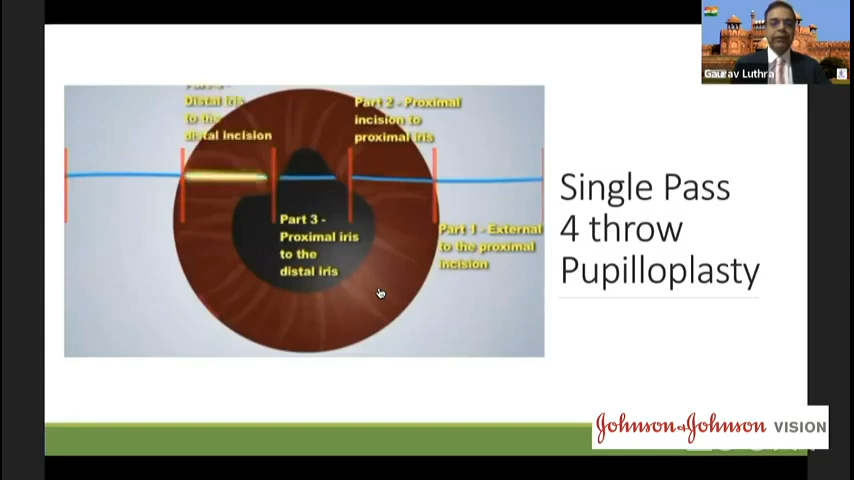 Gaurav Luthra
Distal iris
to the
distal incision
Part 2 - Proximal
incision to
proximal iris
Part 3 -
Proximal iris
to the
distal iris
Part 1 - External
to the proximal
incision
Single Pass
4 throw
Pupilloplasty
Johnson & Johnson VISION